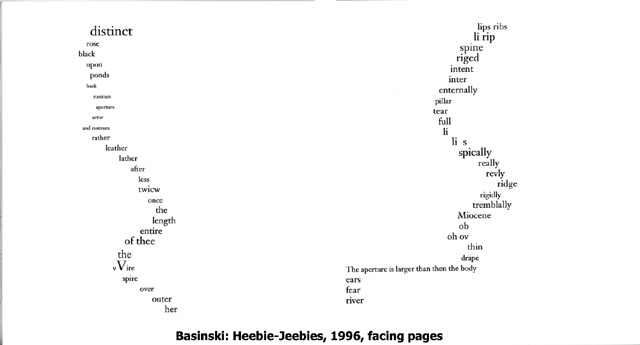 distinct
rose
black
upon
ponds
back
rostrum
aperture
actor
and rostrum
rather
leather
lather
after
less
twicw
once
the
length
entire
of thee
the
vVire
spire
over
outer
her
lips ribs
li rip
spine
riged
intent
inter
enternally
pillar
tear
full
li
li s
spically
really
revly
ridge
rigidly
tremblally
Miocene
ob
oh ov
thin
drape
The aperture is larger than then the body
ears
fear
river
Basinski: Heebie-Jeebies, 1996, facing pages